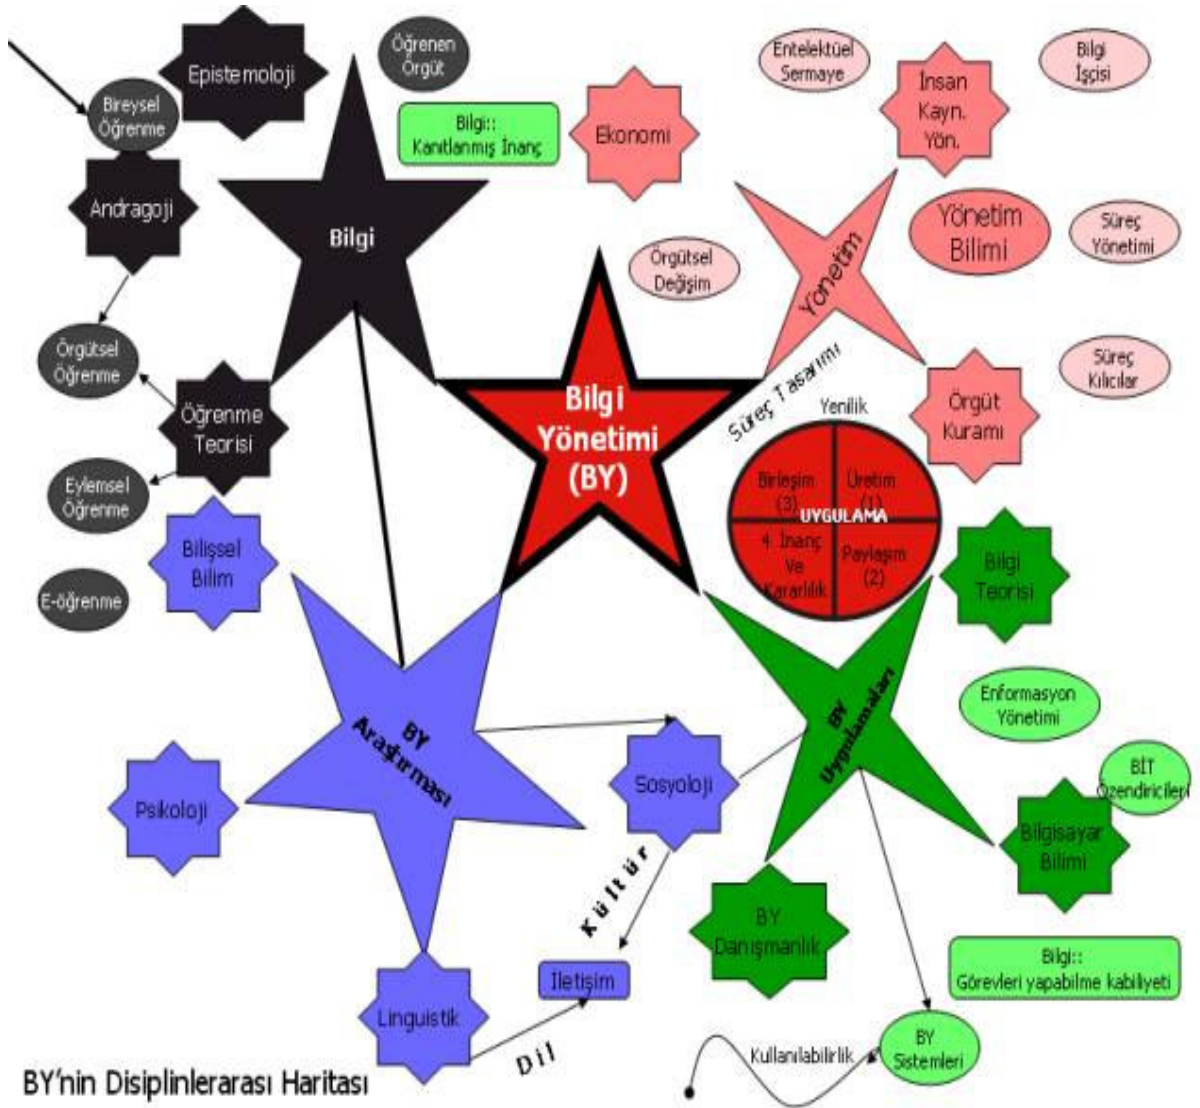 Epistemoloji
Öğrenen
Örgüt
Bireysel
Öğrenme
Bilgi::
Kanıtlanmış İnanç
Ekonomi
Entelektüel
Sermaye
İnsan
Kayn.
Yön.
Bilgi
İşçisi
Andragoji
Bilgi
Örgütsel
Değişim
Yönetim
Yönetim
Bilimi
Süreç
Yönetimi
Örgütsel
Öğrenme
Öğrenme
Teorisi
Eylemsel
Öğrenme
Bilgi
Yönetimi
(BY)
Süreç Tasarımı
Yenilik
Örgüt
Kuramı
Süreç
Kılıcılar
Birleşim
(3)
Üretim
(1)
UYGULAMA
4. İnanç
Ve
Kararlılık
Paylaşım
(2)
Bilişsel
Bilim
E-öğrenme
Bilgi
Teorisi
BY
Araştırması
BY
Uygulamaları
Enformasyon
Yönetimi
Psikoloji
Sosyoloji
BİT
Özendiricileri
Bilgisayar
Bilimi
Kültür
BY
Danışmanlık
İletişim
Bilgi::
Görevleri yapabilme kabiliyeti
Linguistik
Dil
Kullanılabilirlik
BY
Sistemleri
BY'nin Disiplinlerarası Haritası